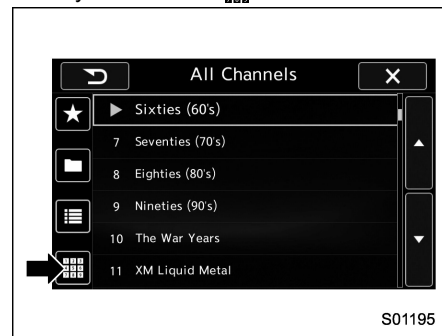 All Channels
Sixties (60's)
7 Seventies (70's)
8 Eighties (80's)
9 Nineties (90's)
10 The War Years
11 XM Liquid Metal
S01195